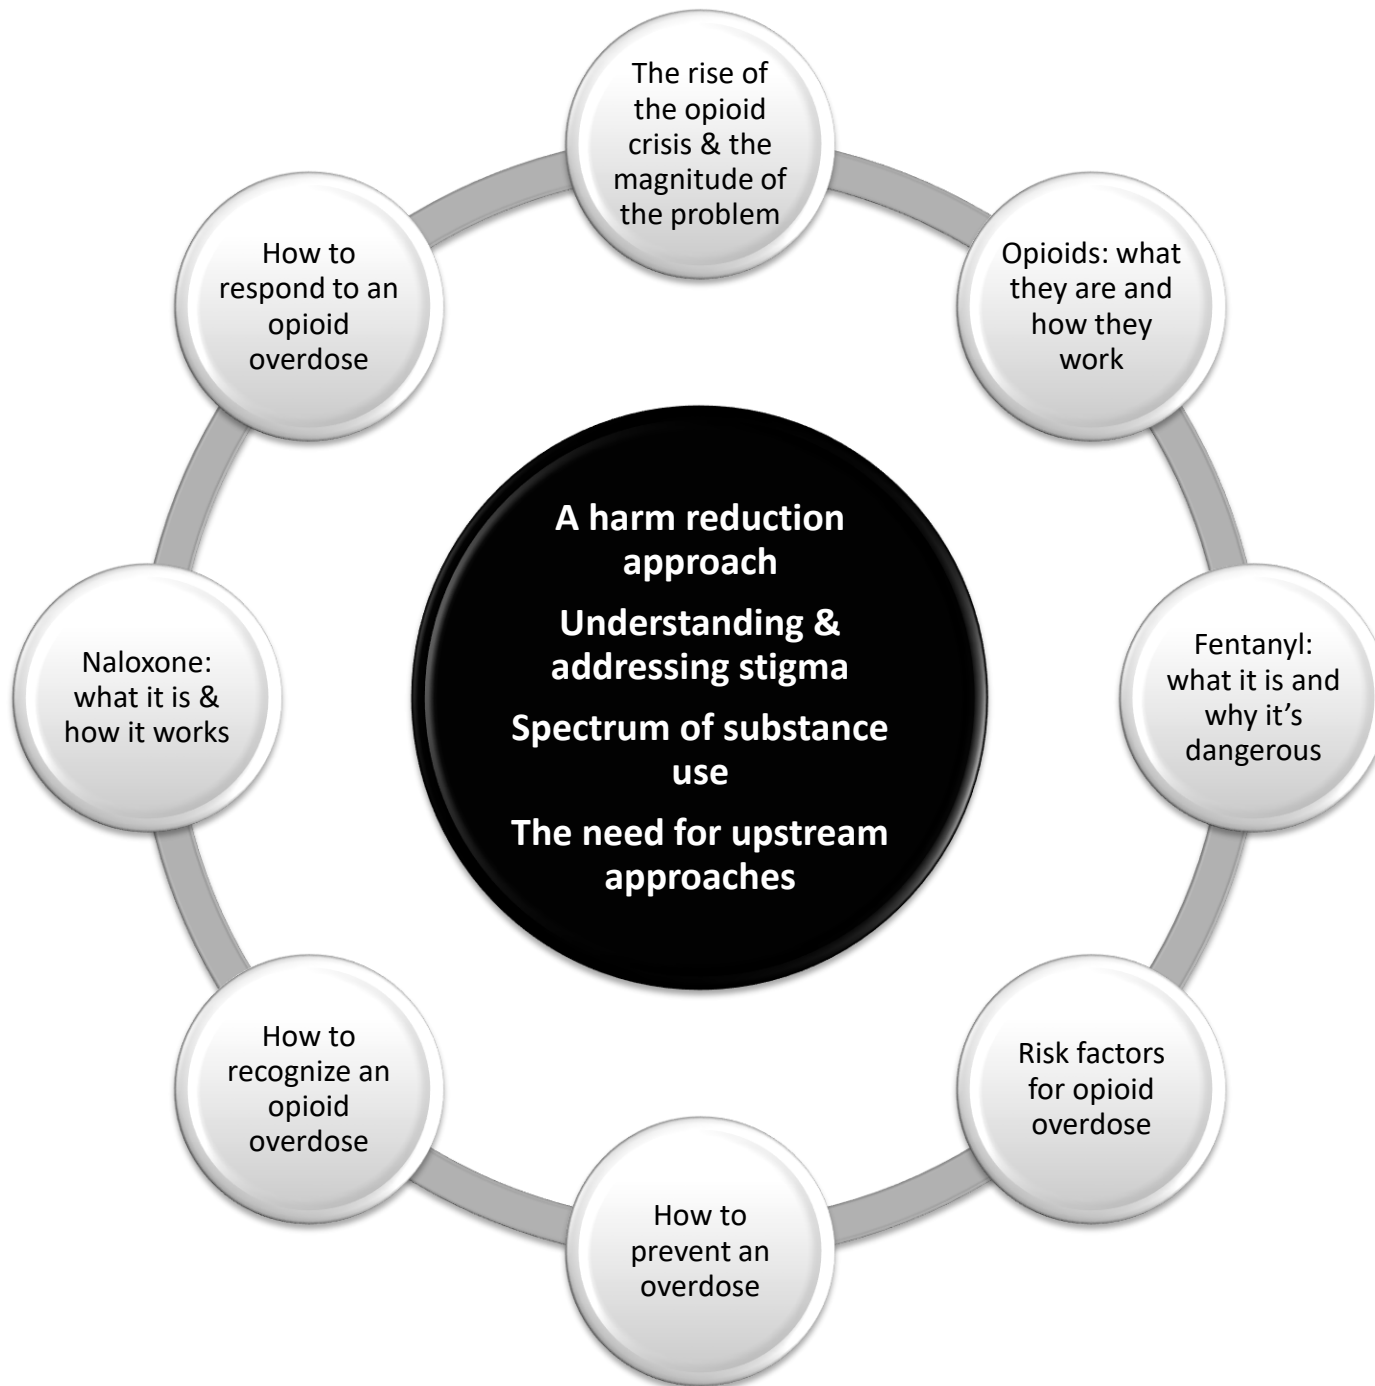 The rise of
the opioid
crisis & the
magnitude of
the problem
Opioids: what
they are and
how they
work
Fentanyl:
what it is and
why it’s
dangerous
Risk factors
for opioid
overdose
How to
prevent an
overdose
How to
recognize an
opioid
overdose
Naloxone:
what it is &
how it works
How to
respond to an
opioid
overdose
A harm reduction
approach
Understanding &
addressing stigma
Spectrum of substance
use
The need for upstream
approaches